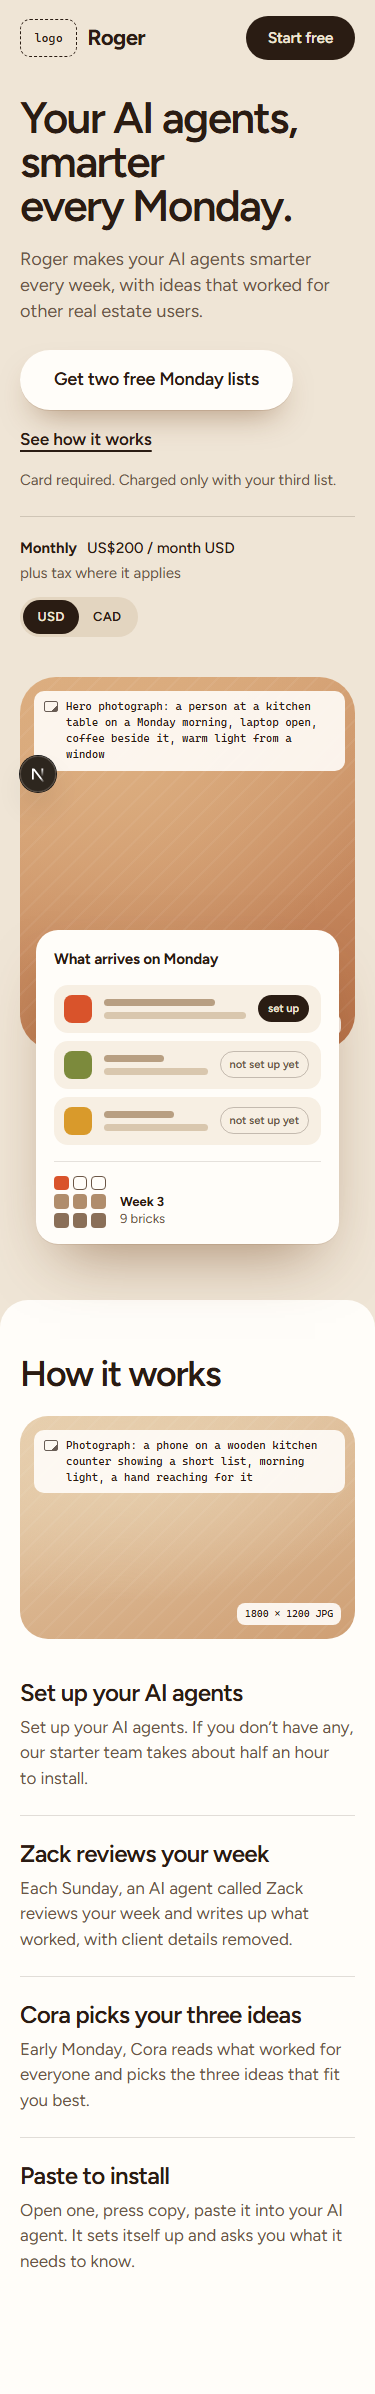 logo
Roger
Start free
Your AI agents,
smarter
every Monday.
Roger makes your AI agents smarter
every week, with ideas that worked for
other real estate users.
Get two free Monday lists
See how it works
Card required. Charged only with your third list.
Monthly US$200 / month USD
plus tax where it applies
USD
CAD
Hero photograph: a person at a kitchen
table on a Monday morning, laptop open,
coffee beside it, warm light from a
window
N
What arrives on Monday
set up
not set up yet
not set up yet
Week 3
9 bricks
How it works
Photograph: a phone on a wooden kitchen
counter showing a short list, morning
light, a hand reaching for it
1800 × 1200 JPG
Set up your AI agents
Set up your AI agents. If you don’t have any,
our starter team takes about half an hour
to install.
Zack reviews your week
Each Sunday, an AI agent called Zack
reviews your week and writes up what
worked, with client details removed.
Cora picks your three ideas
Early Monday, Cora reads what worked for
everyone and picks the three ideas that fit
you best.
Paste to install
Open one, press copy, paste it into your AI
agent. It sets itself up and asks you what it
needs to know.